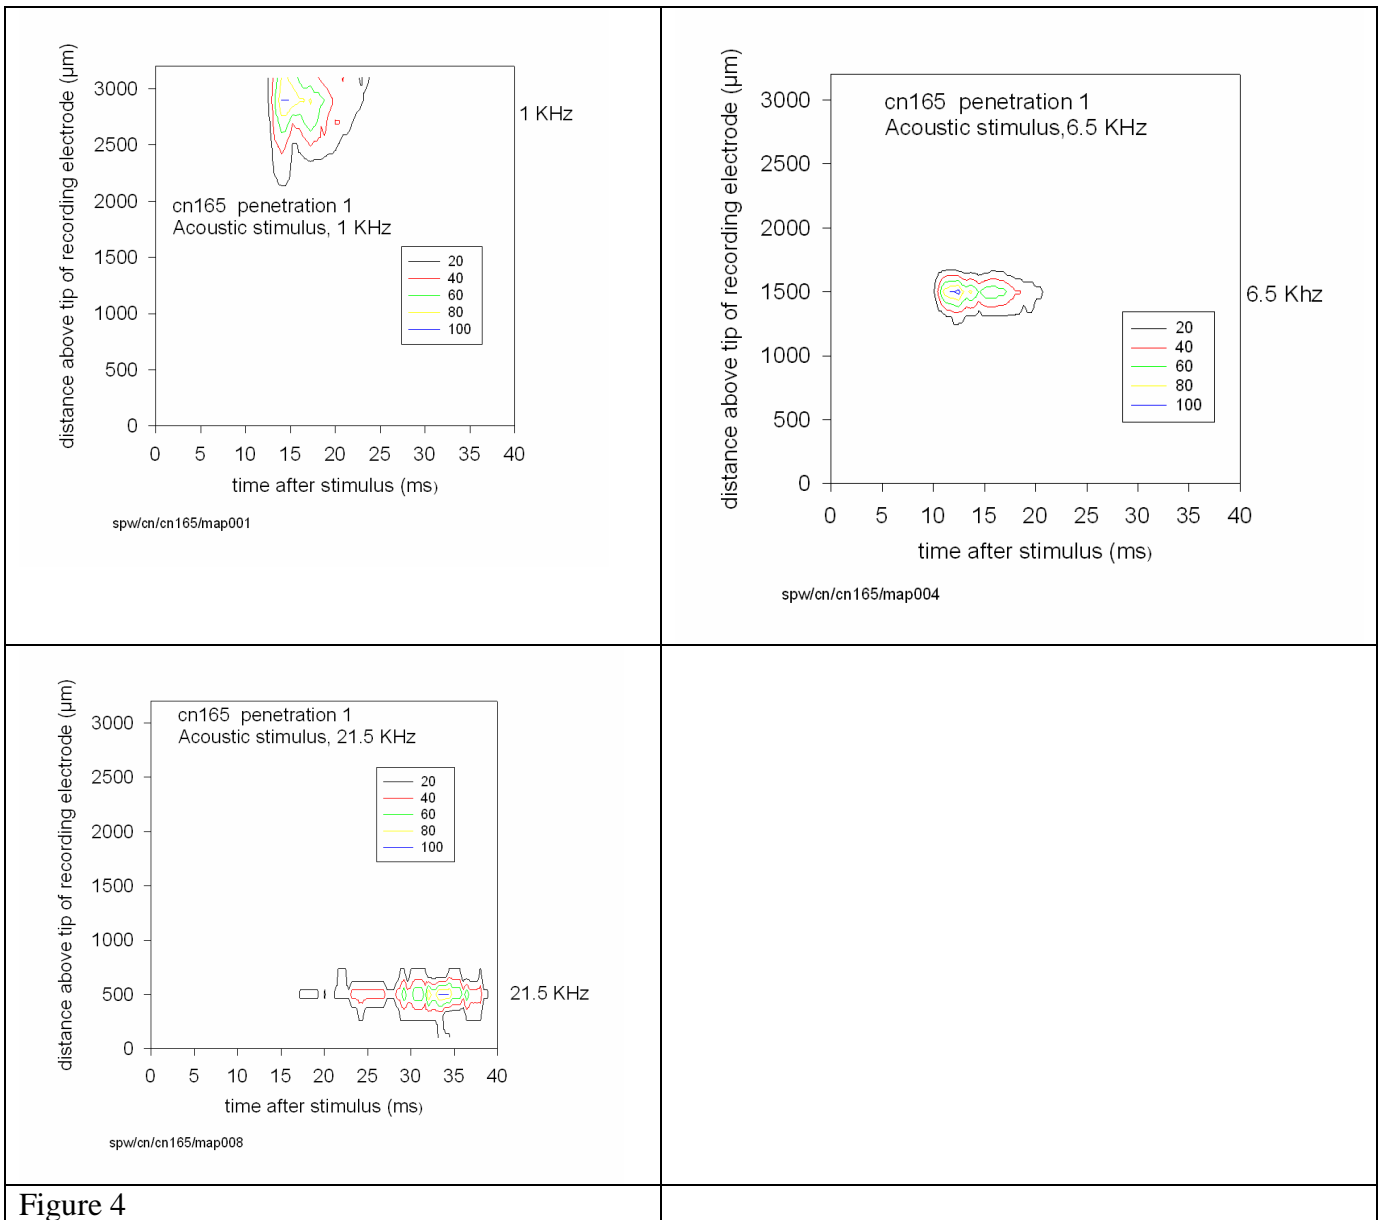 distance above tip of recording electrode (µm)
3000
2500
2000
1500
1000
500
0
1 KHz
cn165 penetration 1
Acoustic stimulus, 1 KHz
20
40
60
80
100
0 5 10 15 20 25 30 35 40
time after stimulus (ms)
spw/cn/cn165/map001
distance above tip of recording electrode (µm)
3000
2500
2000
1500
1000
500
0
cn165 penetration 1
Acoustic stimulus,6.5 KHz
6.5 Khz
20
40
60
80
100
0 5 10 15 20 25 30 35 40
time after stimulus (ms)
spw/cn/cn165/map004
distance above tip of recording electrode (µm)
3000
2500
2000
1500
1000
500
0
cn165 penetration 1
Acoustic stimulus, 21.5 KHz
20
40
60
80
100
21.5 KHz
0 5 10 15 20 25 30 35 40
time after stimulus (ms)
spw/cn/cn165/map008
Figure 4